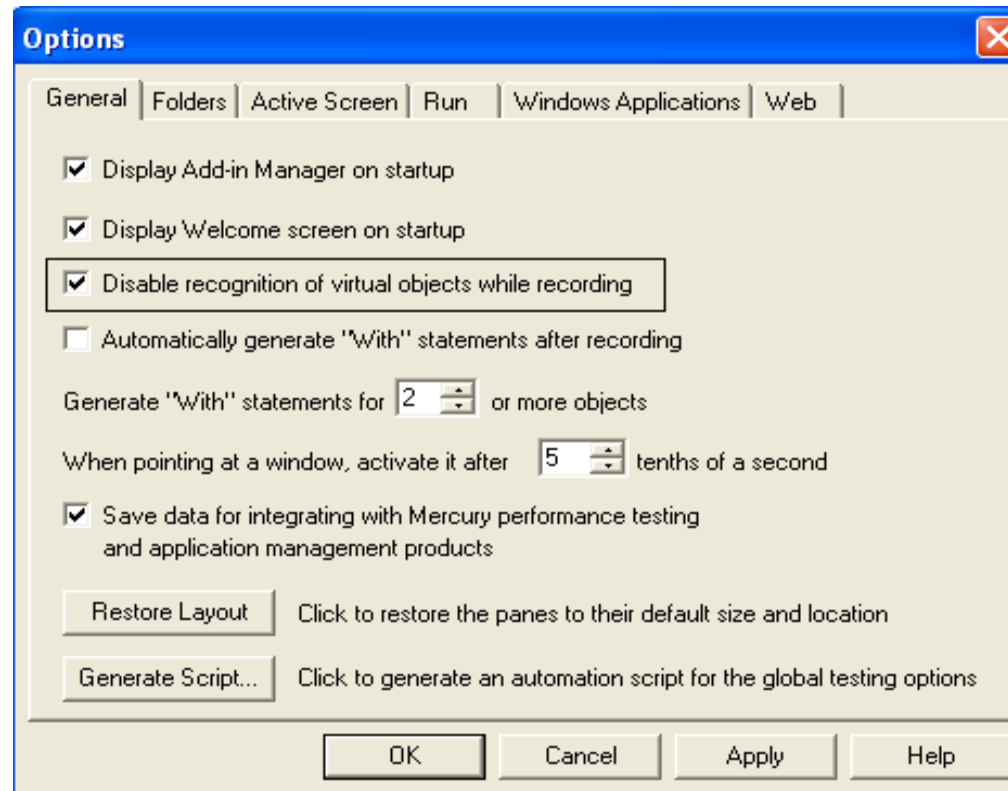 Options
General Folders Active Screen Run Windows Applications Web
Display Add-in Manager on startup
Display Welcome screen on startup
Disable recognition of virtual objects while recording
Automatically generate "With" statements after recording
Generate "With" statements for 2 or more objects
When pointing at a window, activate it after 5 tenths of a second
Save data for integrating with Mercury performance testing
and application management products
Restore Layout Click to restore the panes to their default size and location
Generate Script... Click to generate an automation script for the global testing options
OK Cancel Apply Help